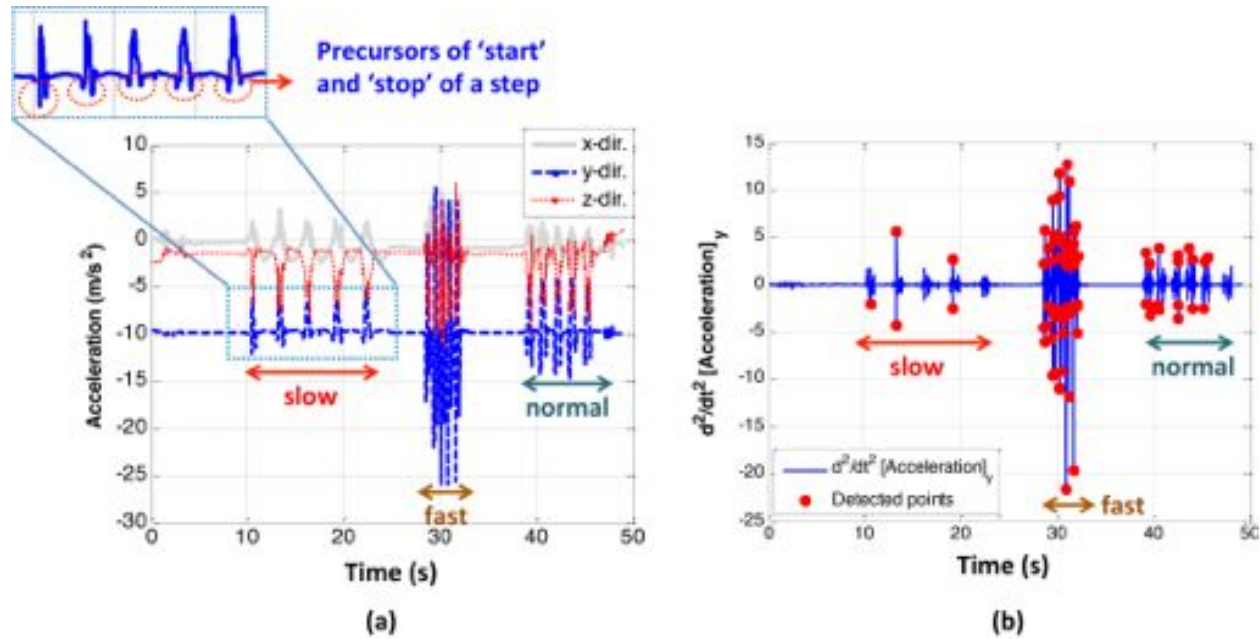 Precursors of ‘start’
and ‘stop’ of a step
x-dir.
y-dir.
z-dir.
10
5
0
-5
-10
-15
-20
-25
-30
Acceleration (m/s²)
slow
fast
normal
0 10 20 30 40 50
Time (s)
(a)
15
10
5
0
-5
-10
-15
-20
-25
d²/dt² [Acceleration]y
slow
normal
d²/dt² [Acceleration]y
Detected points
fast
0 10 20 30 40 50
Time (s)
(b)